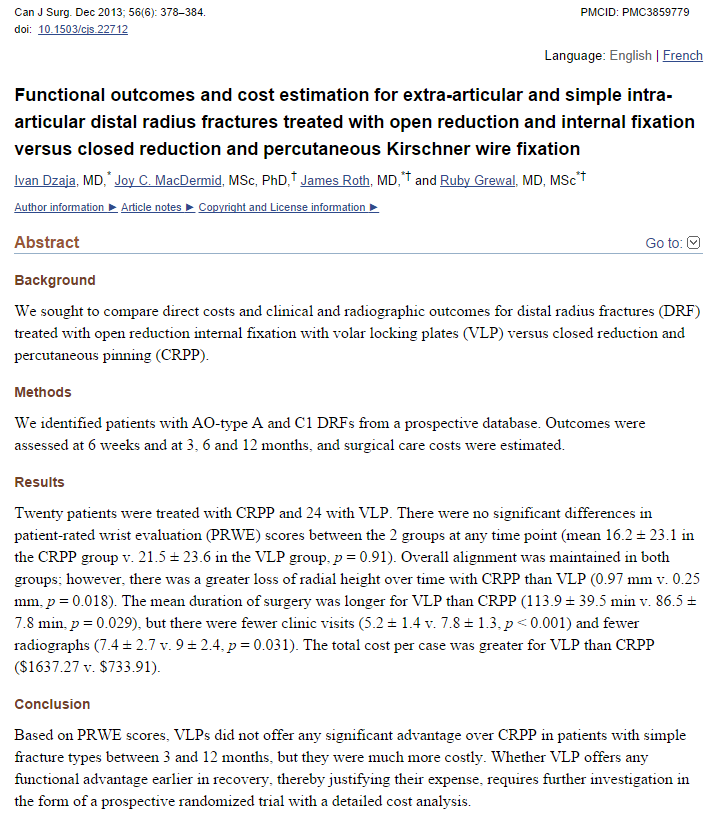 Can J Surg. Dec 2013; 56(6): 378–384.
PMCID: PMC3859779
doi: 10.1503/cjs.22712
Language: English | French
Functional outcomes and cost estimation for extra-articular and simple intra-
articular distal radius fractures treated with open reduction and internal fixation
versus closed reduction and percutaneous Kirschner wire fixation
Ivan Dzaja, MD,* Joy C. MacDermid, MSc, PhD,† James Roth, MD,*† and Ruby Grewal, MD, MSc*†
Author information ► Article notes ► Copyright and License information ►
Abstract
Go to:
Background
We sought to compare direct costs and clinical and radiographic outcomes for distal radius fractures (DRF)
treated with open reduction internal fixation with volar locking plates (VLP) versus closed reduction and
percutaneous pinning (CRPP).
Methods
We identified patients with AO-type A and C1 DRFs from a prospective database. Outcomes were
assessed at 6 weeks and at 3, 6 and 12 months, and surgical care costs were estimated.
Results
Twenty patients were treated with CRPP and 24 with VLP. There were no significant differences in
patient-rated wrist evaluation (PRWE) scores between the 2 groups at any time point (mean 16.2 ± 23.1 in
the CRPP group v. 21.5 ± 23.6 in the VLP group, p = 0.91). Overall alignment was maintained in both
groups; however, there was a greater loss of radial height over time with CRPP than VLP (0.97 mm v. 0.25
mm, p = 0.018). The mean duration of surgery was longer for VLP than CRPP (113.9 ± 39.5 min v. 86.5 ±
7.8 min, p = 0.029), but there were fewer clinic visits (5.2 ± 1.4 v. 7.8 ± 1.3, p < 0.001) and fewer
radiographs (7.4 ± 2.7 v. 9 ± 2.4, p = 0.031). The total cost per case was greater for VLP than CRPP
($1637.27 v. $733.91).
Conclusion
Based on PRWE scores, VLPs did not offer any significant advantage over CRPP in patients with simple
fracture types between 3 and 12 months, but they were much more costly. Whether VLP offers any
functional advantage earlier in recovery, thereby justifying their expense, requires further investigation in
the form of a prospective randomized trial with a detailed cost analysis.